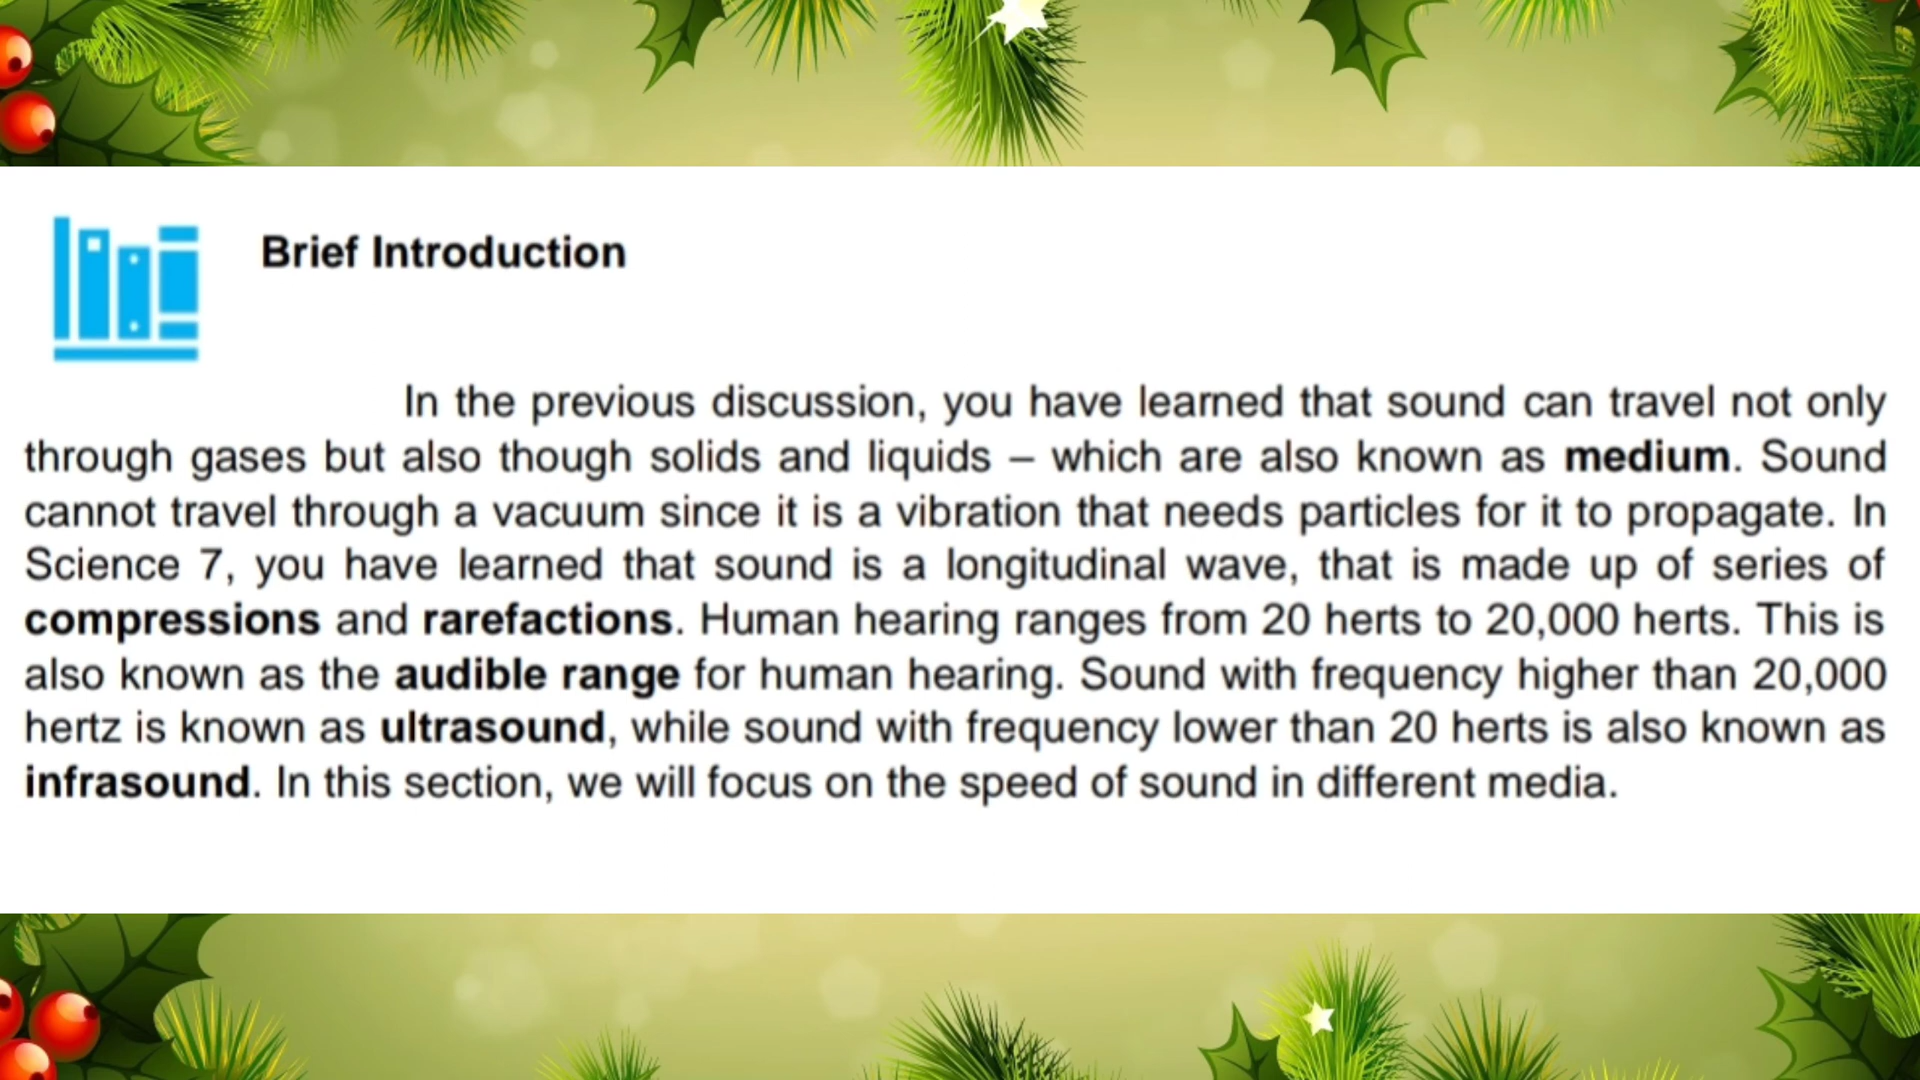 Brief Introduction
In the previous discussion, you have learned that sound can travel not only
through gases but also though solids and liquids – which are also known as medium. Sound
cannot travel through a vacuum since it is a vibration that needs particles for it to propagate. In
Science 7, you have learned that sound is a longitudinal wave, that is made up of series of
compressions and rarefactions. Human hearing ranges from 20 herts to 20,000 herts. This is
also known as the audible range for human hearing. Sound with frequency higher than 20,000
hertz is known as ultrasound, while sound with frequency lower than 20 herts is also known as
infrasound. In this section, we will focus on the speed of sound in different media.